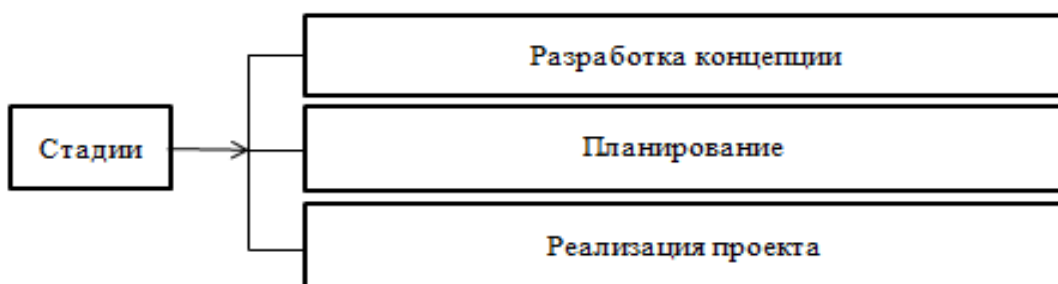 Стадии
Разработка концепции
Планирование
Реализация проекта